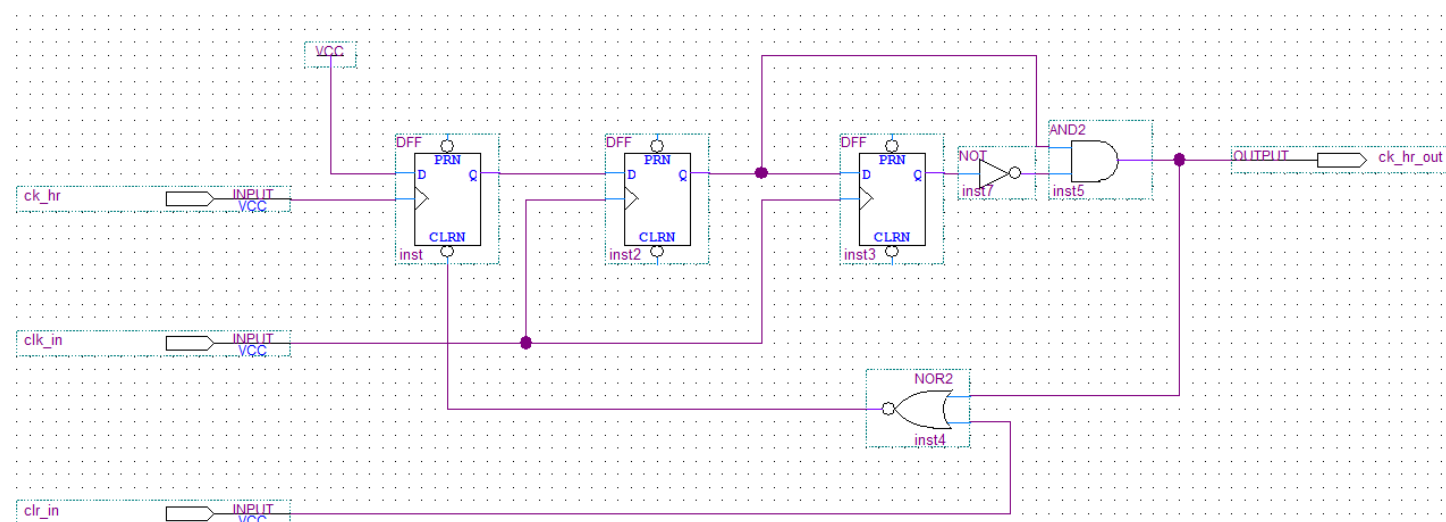 VCC
DFF
PRN
D
Q
CLRN
inst
DFF
PRN
D
Q
CLRN
inst2
DFF
PRN
D
Q
CLRN
inst3
NOT
inst7
AND2
inst5
OUTPUT
ck_hr_out
ck_hr
INPUT
VCC
clk_in
INPUT
VCC
NOR2
inst4
clr_in
INPUT
VCC